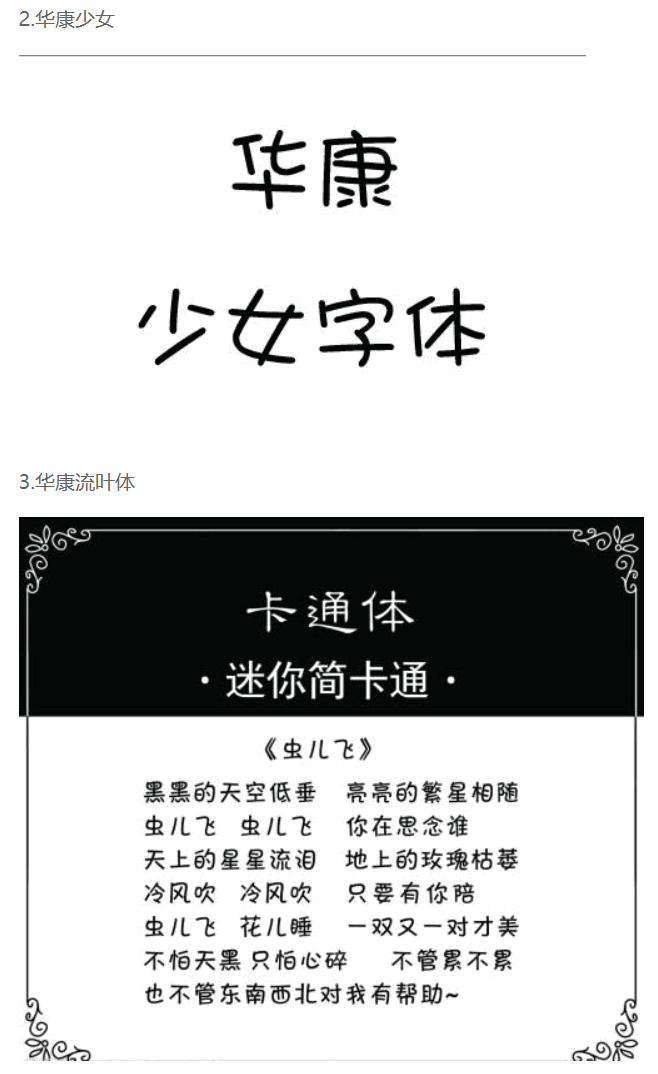 2.华康少女
华康
少女字体
3.华康流叶体
卡通体
·迷你简卡通·
《虫儿飞》
黑黑的天空低垂 亮亮的繁星相随
虫儿飞 虫儿飞 你在思念谁
天上的星星流泪 地上的玫瑰枯萎
冷风吹 冷风吹 只要有你陪
虫儿飞 花儿睡 一双又一对才美
不怕天黑 只怕心碎 不管累不累
也不管东南西北对我有帮助~